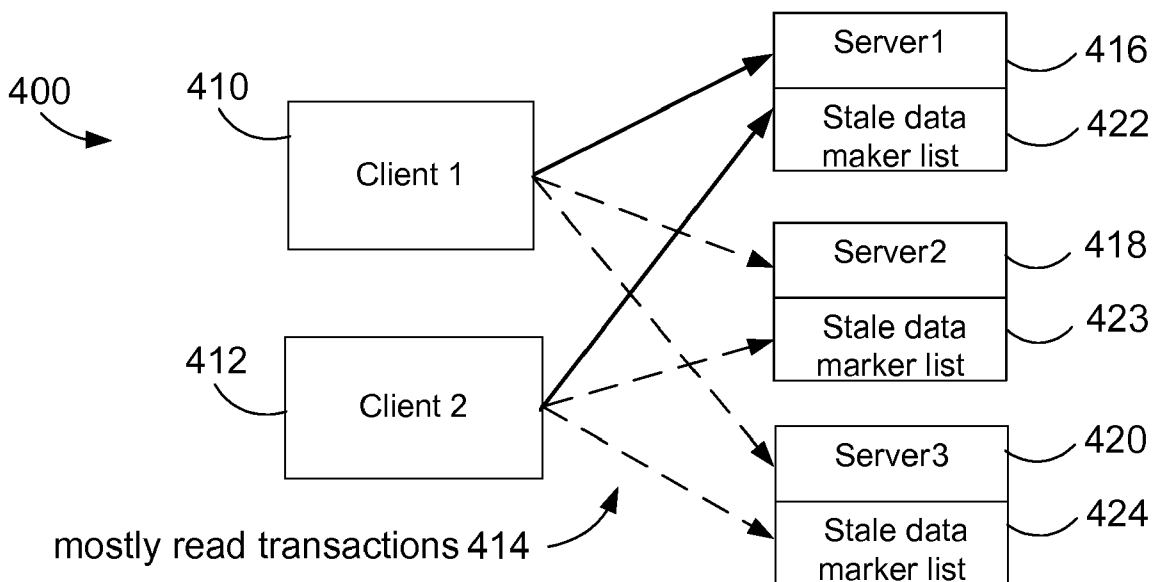 400
410
Client 1
412
Client 2
mostly read transactions 414
Server1
416
Stale data
maker list
422
Server2
418
Stale data
marker list
423
Server3
420
Stale data
marker list
424